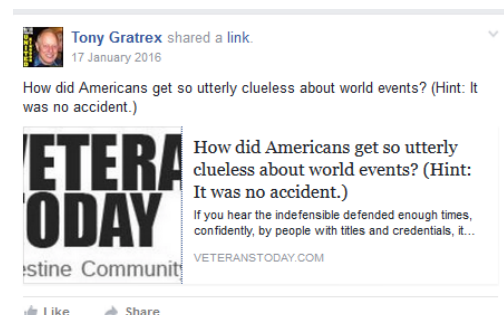 Tony Gratrex shared a link.
17 January 2016
How did Americans get so utterly clueless about world events? (Hint: It
was no accident.)
ETERA
ODAY
estine Communit
How did Americans get so utterly
clueless about world events? (Hint:
It was no accident.)
If you hear the indefensible defended enough times,
confidently, by people with titles and credentials, it...
VETERANSTODAY.COM
Like Share